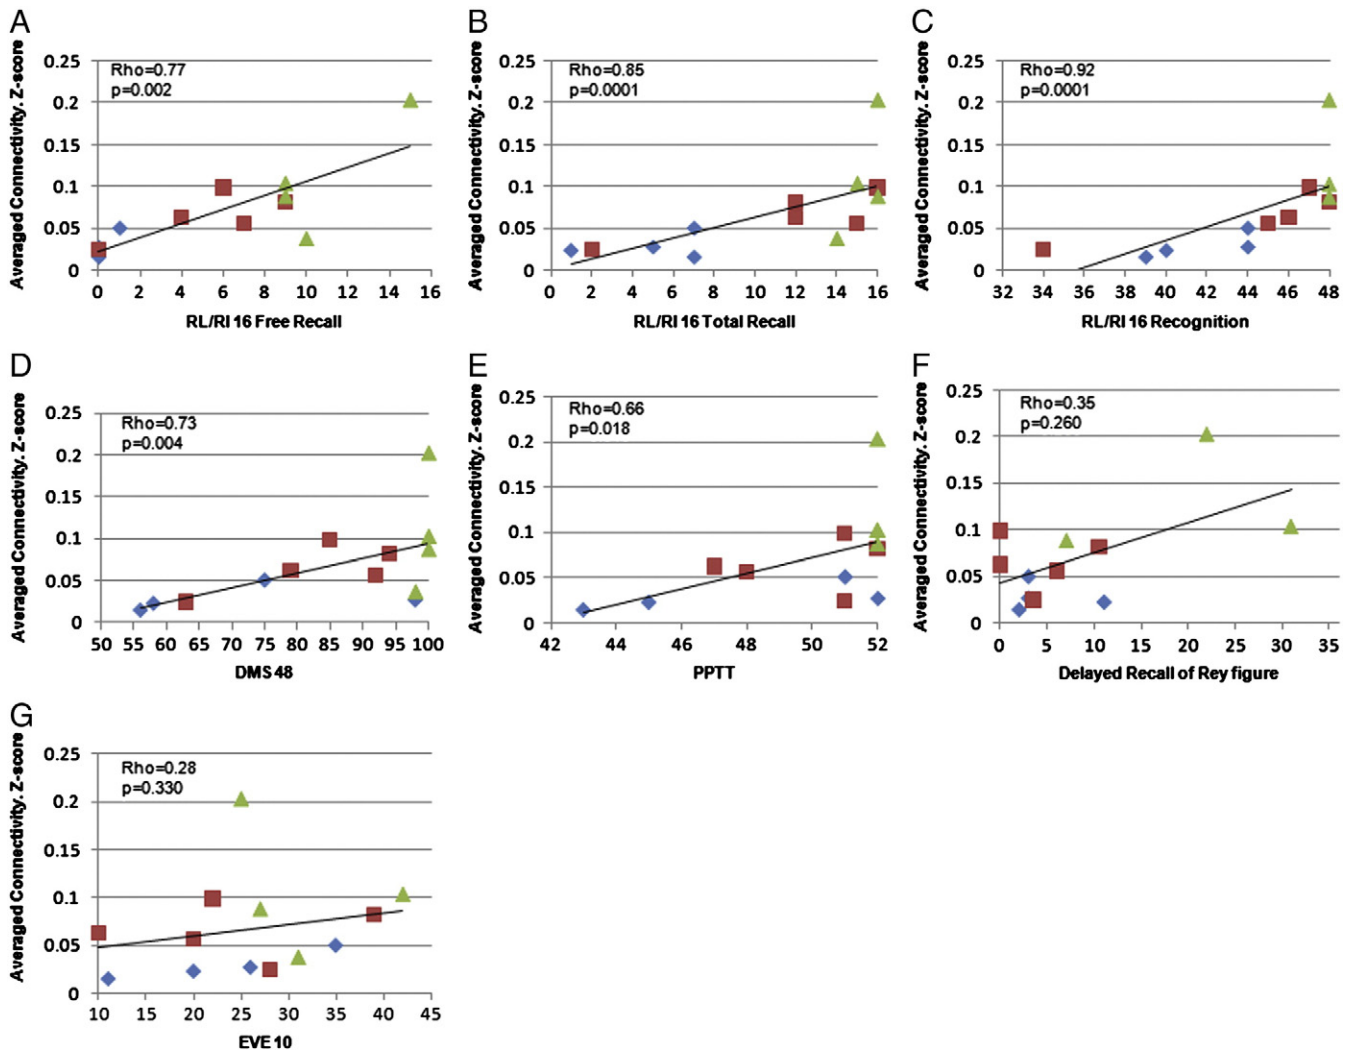 A
Averaged Connectivity. Z-score
Rho=0.77
p=0.002
0.25
0.2
0.15
0.1
0.05
0
0 2 4 6 8 10 12 14 16
RL/RI 16 Free Recall
B
Averaged Connectivity. Z-score
Rho=0.85
p=0.0001
0.25
0.2
0.15
0.1
0.05
0
0 2 4 6 8 10 12 14 16
RL/RI 16 Total Recall
C
Averaged Connectivity. Z-score
Rho=0.92
p=0.0001
0.25
0.2
0.15
0.1
0.05
0
32 34 36 38 40 42 44 46 48
RL/RI 16 Recognition
D
Averaged Connectivity. Z-score
Rho=0.73
p=0.004
0.25
0.2
0.15
0.1
0.05
0
50 55 60 65 70 75 80 85 90 95 100
DMS 48
E
Averaged Connectivity. Z-score
Rho=0.66
p=0.018
0.25
0.2
0.15
0.1
0.05
0
42 44 46 48 50 52
PPTT
F
Averaged Connectivity. Z-score
Rho=0.35
p=0.260
0.25
0.2
0.15
0.1
0.05
0
0 5 10 15 20 25 30 35
Delayed Recall of Rey figure
G
Averaged Connectivity. Z-score
Rho=0.28
p=0.330
0.25
0.2
0.15
0.1
0.05
0
10 15 20 25 30 35 40 45
EVE 10